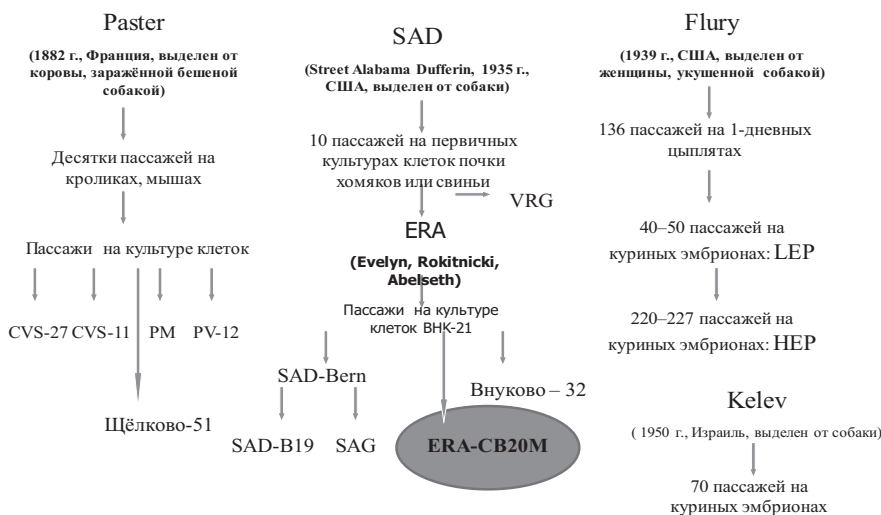 Paster
(1882 г., Франция, выделен от
коровы, заражённой бешеной
собакой)
Десятки пассажей на
кроликах, мышах
Пассажи на культуре клеток
CVS-27 CVS-11 PM PV-12
Щёлково-51
SAD
(Street Alabama Dufferin, 1935 г.,
США, выделен от собаки)
10 пассажей на первичных
культурах клеток почки
хомяков или свиньи
VRG
ERA
(Evelyn, Rokitnicki,
Abelseth)
Пассажи на культуре
клеток ВНК-21
SAD-Bern
Внуково – 32
SAD-B19 SAG
ERA-CB20M
Flury
(1939 г., США, выделен от
женщины, укушенной собакой)
136 пассажей на 1-дневных
цыплятах
40–50 пассажей на
куриных эмбрионах: LEP
220–227 пассажей на
куриных эмбрионах: HEP
Kelev
( 1950 г., Израиль, выделен от собаки)
70 пассажей на
куриных эмбрионах